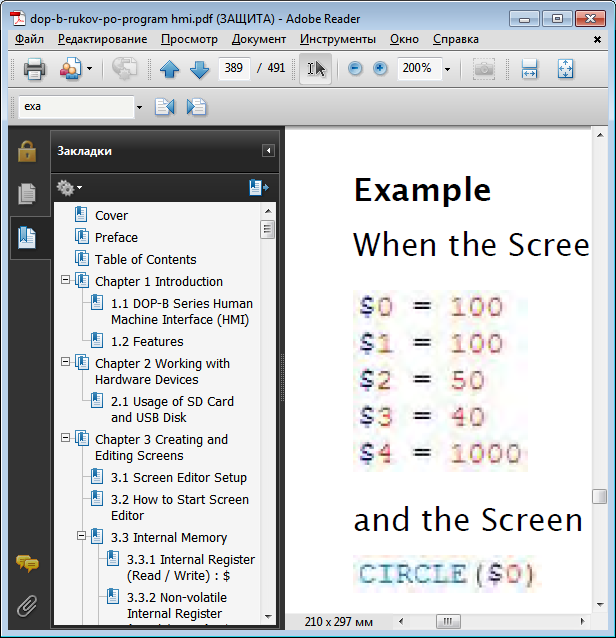 dop-b-rukov-po-program hmi.pdf (ЗАЩИТА) - Adobe Reader
Файл Редактирование Просмотр Документ Инструменты Окно Справка
389 / 491 200%
exa
Закладки
Cover
Preface
Table of Contents
Chapter 1 Introduction
1.1 DOP-B Series Human
Machine Interface (HMI)
1.2 Features
Chapter 2 Working with
Hardware Devices
2.1 Usage of SD Card
and USB Disk
Chapter 3 Creating and
Editing Screens
3.1 Screen Editor Setup
3.2 How to Start Screen
Editor
3.3 Internal Memory
3.3.1 Internal Register
(Read / Write) : $
3.3.2 Non-volatile
Internal Register
Example
When the Scree
$0 = 100
$1 = 100
$2 = 50
$3 = 40
$4 = 1000
and the Screen
CIRCLE($0)
210 x 297 мм